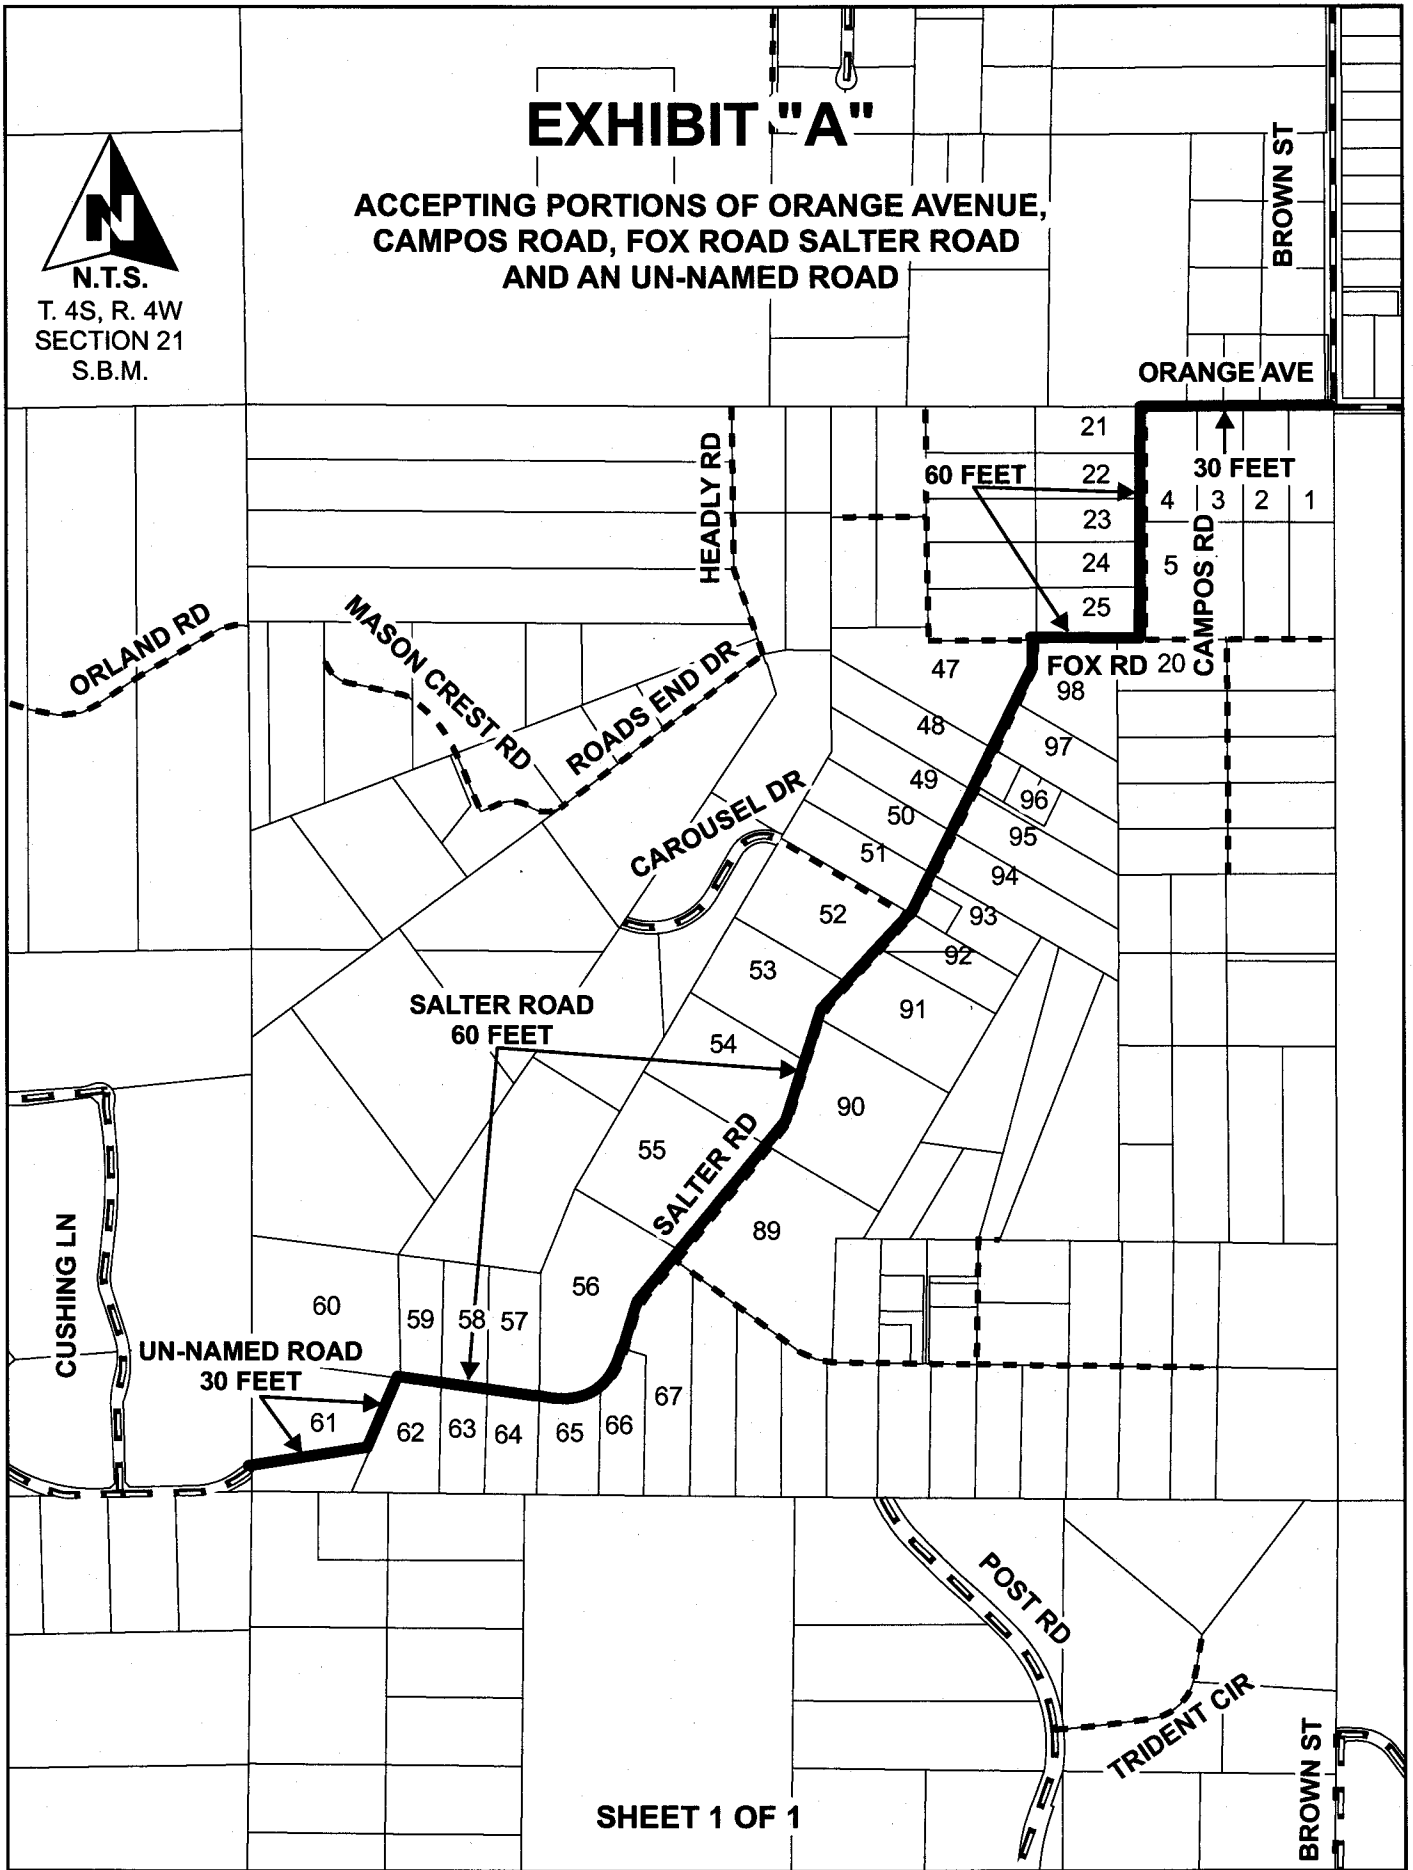 EXHIBIT "A"
ACCEPTING PORTIONS OF ORANGE AVENUE,
CAMPOS ROAD, FOX ROAD SALTER ROAD
AND AN UN-NAMED ROAD
N
N.T.S.
T. 4S, R. 4W
SECTION 21
S.B.M.
BROWN ST
ORANGE AVE
30 FEET
60 FEET
21
22
23
24
25
4
3
2
1
5
CAMPOS RD
20
FOX RD
HEADLY RD
ORLAND RD
MASON CREST RD
ROADS END DR
CAROUSEL DR
47
98
48
97
49
96
50
95
51
94
52
93
92
53
91
SALTER ROAD
60 FEET
54
90
55
SALTER RD
89
56
CUSHING LN
60
59
58
57
UN-NAMED ROAD
30 FEET
61
62
63
64
65
66
67
POST RD
TRIDENT CIR
BROWN ST
SHEET 1 OF 1